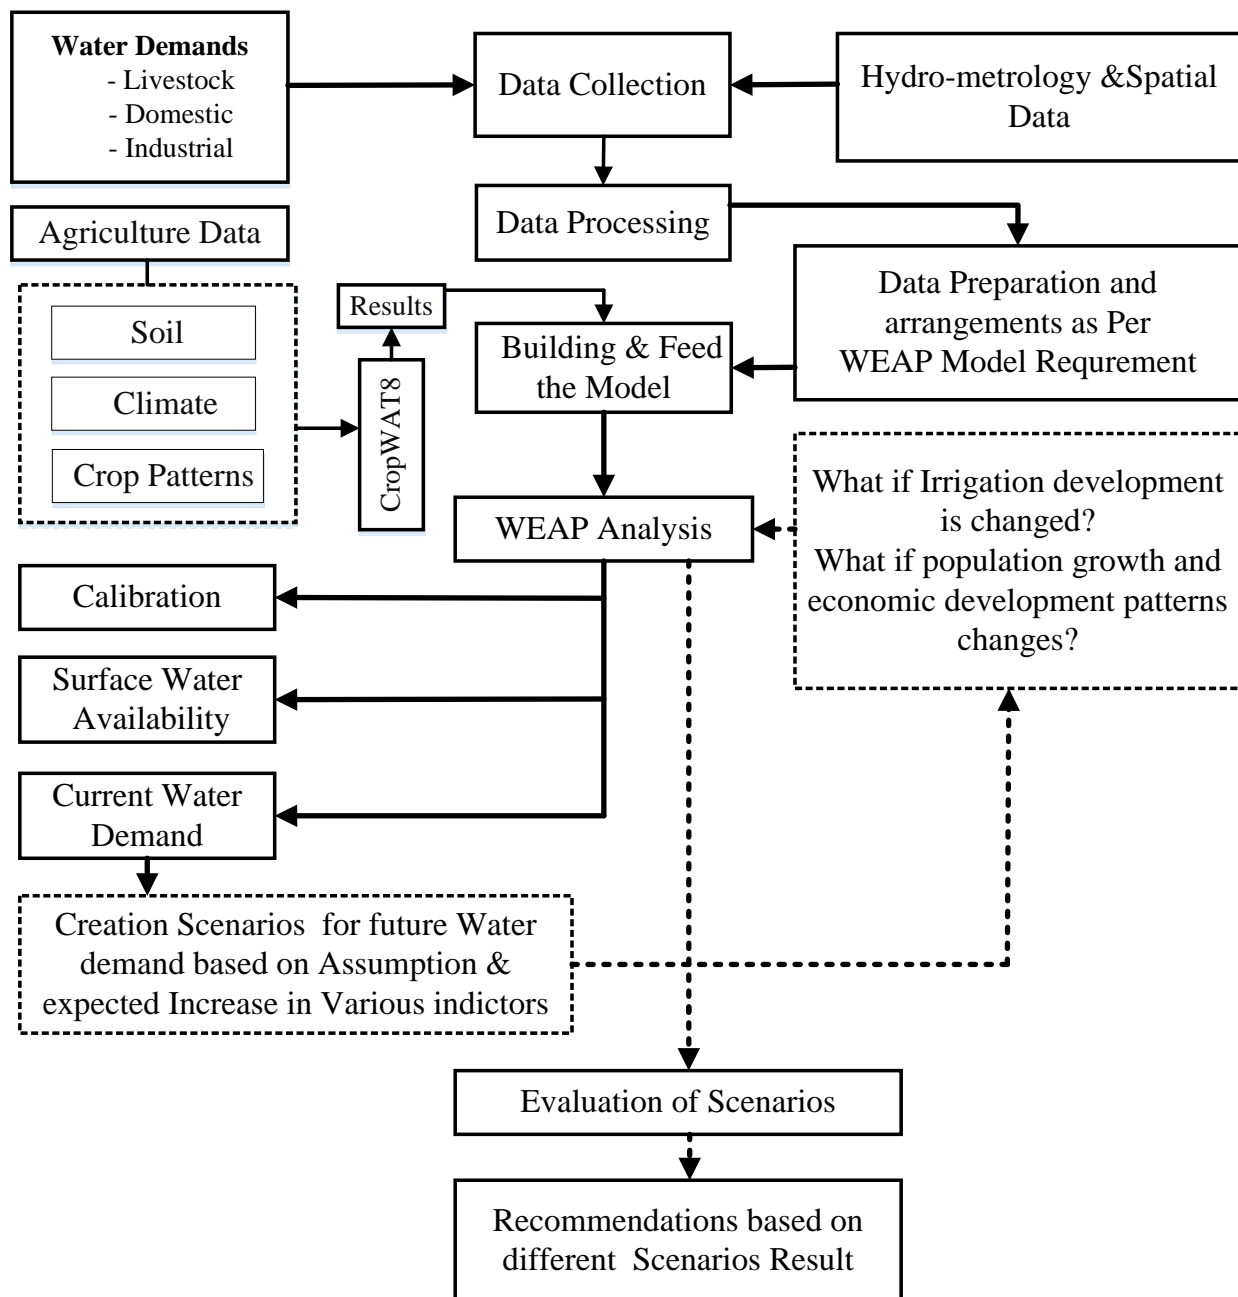 Water Demands
- Livestock
- Domestic
- Industrial
Data Collection
Hydro-metrology &Spatial
Data
Data Processing
Agriculture Data
Soil
Climate
Crop Patterns
CropWAT8
Results
Building & Feed
the Model
Data Preparation and
arrangements as Per
WEAP Model Requrement
WEAP Analysis
What if Irrigation development
is changed?
What if population growth and
economic development patterns
changes?
Calibration
Surface Water
Availability
Current Water
Demand
Creation Scenarios for future Water
demand based on Assumption &
expected Increase in Various indictors
Evaluation of Scenarios
Recommendations based on
different Scenarios Result